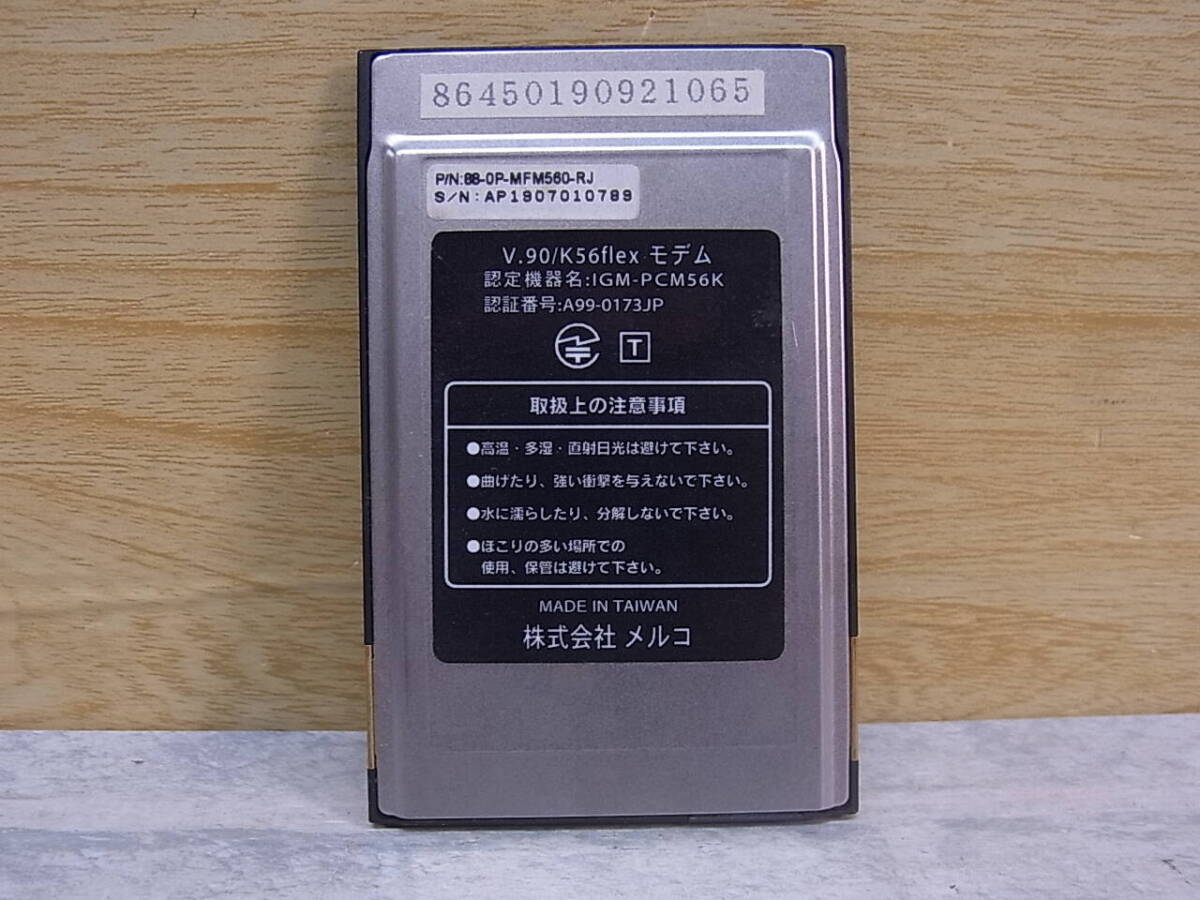 86450190921065
P/N:88-0P-MFM560-RJ
S/N:AP1907010789
V.90/K56flex モデム
認定機器名:IGM-PCM56K
認証番号:A99-0173JP
T
取扱上の注意事項
●高温・多湿・直射日光は避けて下さい。
●曲げたり、強い衝撃を与えないで下さい。
●水に濡らしたり、分解しないで下さい。
●ほこりの多い場所での
使用、保管は避けて下さい。
MADE IN TAIWAN
株式会社 メルコ